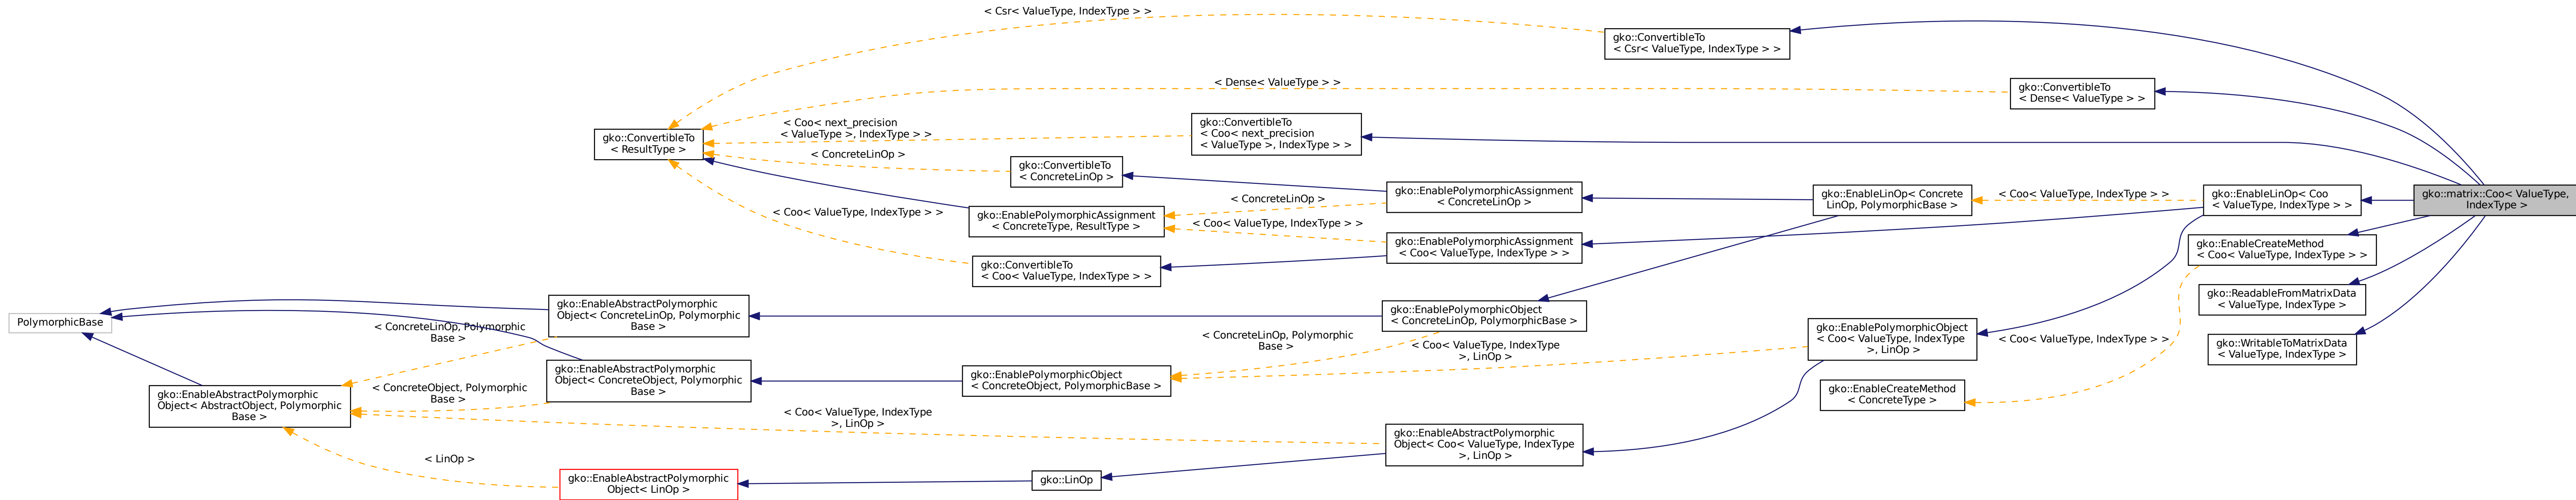 < Csr< ValueType, IndexType > >
gko::ConvertibleTo
< Csr< ValueType, IndexType > >
< Dense< ValueType > >
gko::ConvertibleTo
< Dense< ValueType > >
gko::ConvertibleTo
< ResultType >
< Coo< next_precision
< ValueType >, IndexType > >
gko::ConvertibleTo
< Coo< next_precision
< ValueType >, IndexType > >
< ConcreteLinOp >
gko::ConvertibleTo
< ConcreteLinOp >
gko::EnablePolymorphicAssignment
< ConcreteLinOp >
gko::EnableLinOp< Concrete
LinOp, PolymorphicBase >
< Coo< ValueType, IndexType > >
gko::EnableLinOp< Coo
< ValueType, IndexType > >
gko::matrix::Coo< ValueType,
IndexType >
< Coo< ValueType, IndexType > >
gko::EnablePolymorphicAssignment
< ConcreteType, ResultType >
< ConcreteLinOp >
< Coo< ValueType, IndexType > >
gko::EnablePolymorphicAssignment
< Coo< ValueType, IndexType > >
gko::EnableCreateMethod
< Coo< ValueType, IndexType > >
gko::ConvertibleTo
< Coo< ValueType, IndexType > >
gko::ReadableFromMatrixData
< ValueType, IndexType >
PolymorphicBase
gko::EnableAbstractPolymorphic
Object< ConcreteLinOp, Polymorphic
Base >
gko::EnablePolymorphicObject
< ConcreteLinOp, PolymorphicBase >
< ConcreteLinOp, Polymorphic
Base >
< ConcreteLinOp, Polymorphic
Base >
< Coo< ValueType, IndexType
>, LinOp >
gko::EnablePolymorphicObject
< Coo< ValueType, IndexType
>, LinOp >
< Coo< ValueType, IndexType > >
gko::WritableToMatrixData
< ValueType, IndexType >
gko::EnableAbstractPolymorphic
Object< ConcreteObject, Polymorphic
Base >
gko::EnablePolymorphicObject
< ConcreteObject, PolymorphicBase >
gko::EnableCreateMethod
< ConcreteType >
gko::EnableAbstractPolymorphic
Object< AbstractObject, Polymorphic
Base >
< ConcreteObject, Polymorphic
Base >
< Coo< ValueType, IndexType
>, LinOp >
gko::EnableAbstractPolymorphic
Object< Coo< ValueType, IndexType
>, LinOp >
< LinOp >
gko::EnableAbstractPolymorphic
Object< LinOp >
gko::LinOp